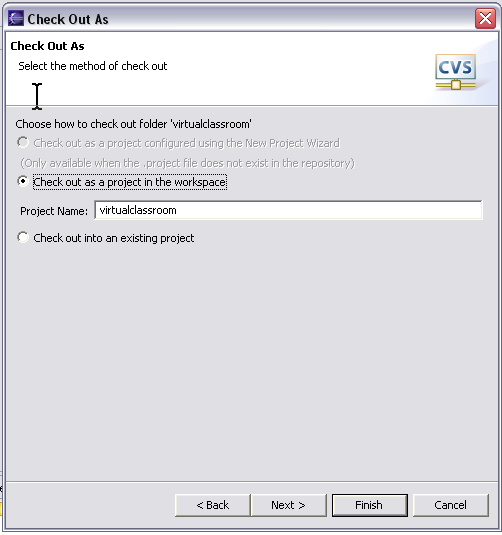 Check Out As
Check Out As
Select the method of check out
CVS
Choose how to check out folder 'virtualclassroom'
Check out as a project configured using the New Project Wizard
(Only available when the .project file does not exist in the repository)
Check out as a project in the workspace
Project Name: virtualclassroom
Check out into an existing project
< Back Next > Finish Cancel